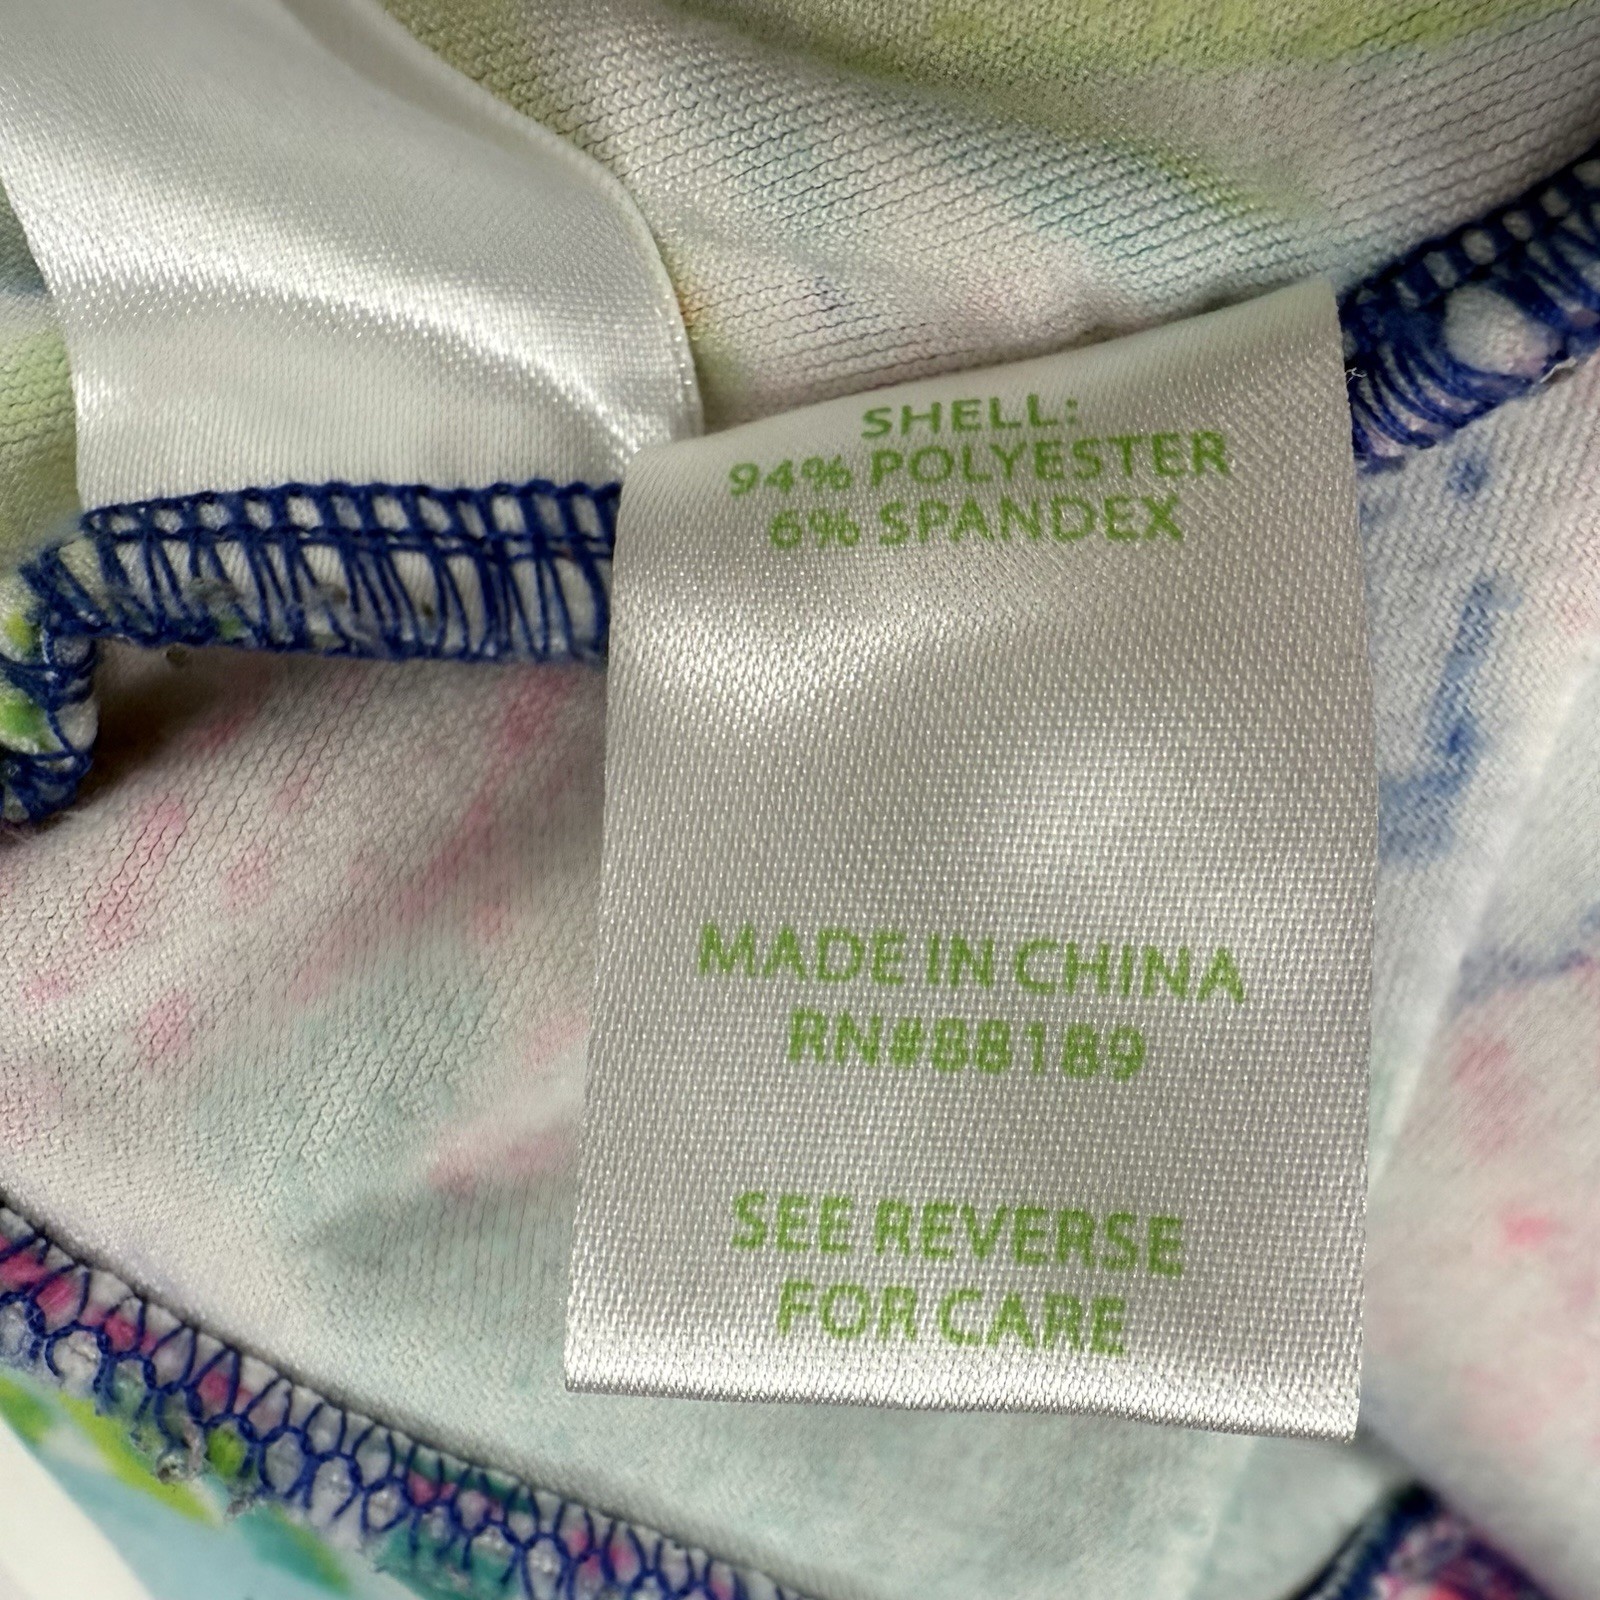 SHELL:
94% POLYESTER
6% SPANDEX
MADE IN CHINA
RN#88189
SEE REVERSE
FOR CARE